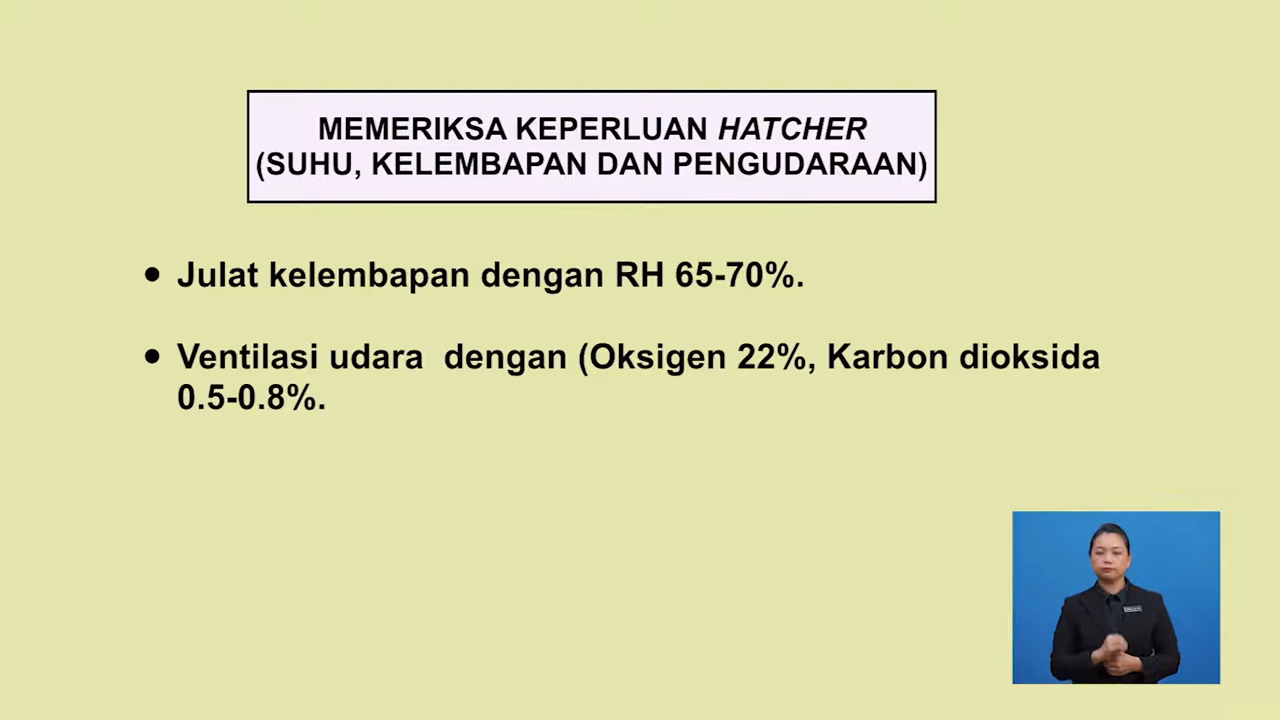 MEMERIKSA KEPERLUAN HATCHER
(SUHU, KELEMBAPAN DAN PENGUDARAAN)
• Julat kelembapan dengan RH 65-70%.
• Ventilasi udara  dengan (Oksigen 22%, Karbon dioksida
0.5-0.8%.